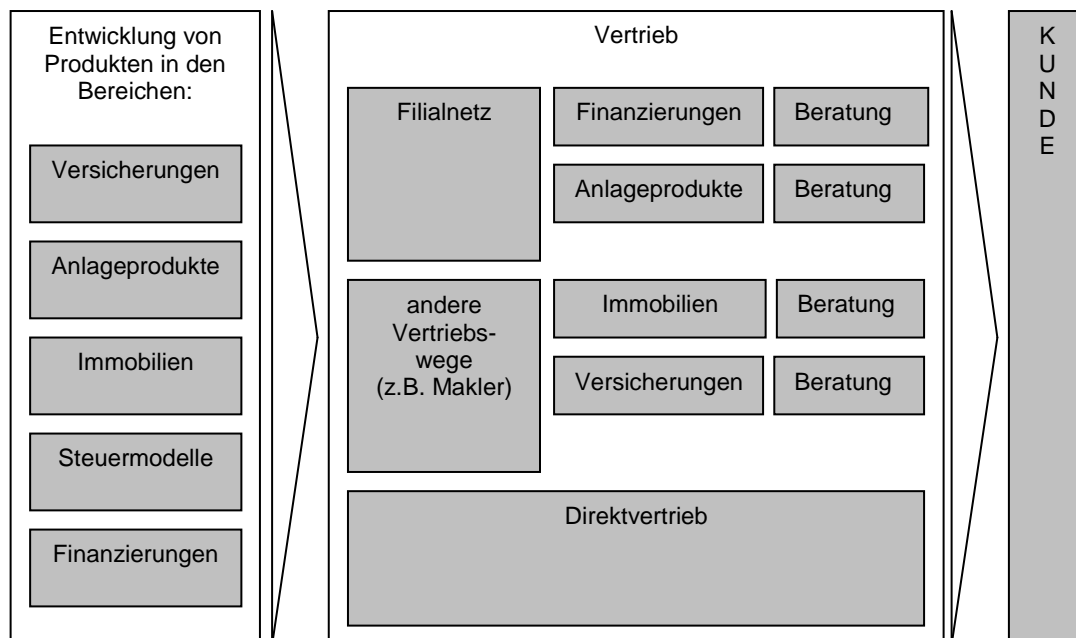 Entwicklung von
Produkten in den
Bereichen:
Versicherungen
Anlageprodukte
Immobilien
Steuermodelle
Finanzierungen
Vertrieb
Filialnetz
Finanzierungen
Beratung
Anlageprodukte
Beratung
andere
Vertriebs-
wege
(z.B. Makler)
Immobilien
Beratung
Versicherungen
Beratung
Direktvertrieb
K
U
N
D
E